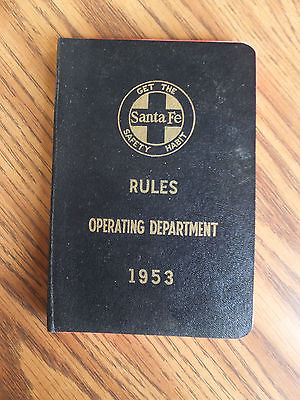 GET THE
Santa Fe
SAFETY HABIT
RULES
OPERATING DEPARTMENT
1953